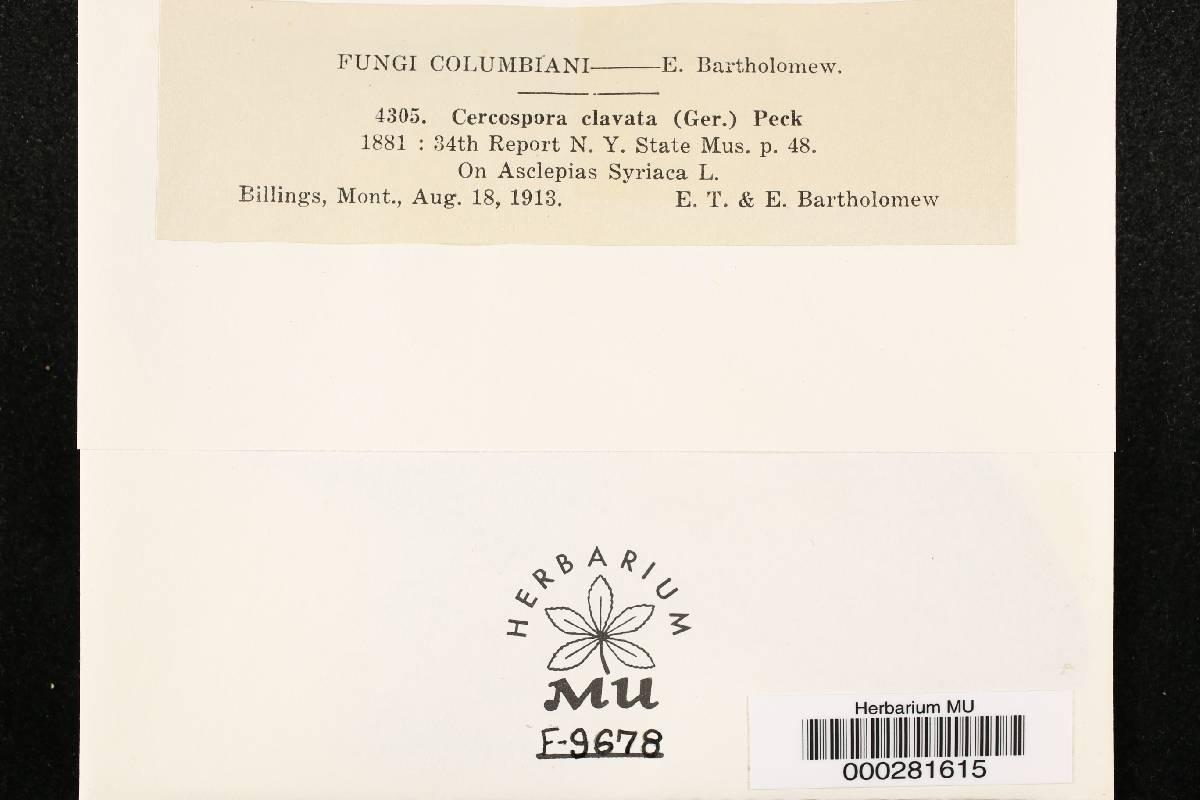 FUNGI COLUMBIANI——E. Bartholomew.
4305. Cercospora clavata (Ger.) Peck
1881 : 34th Report N. Y. State Mus. p. 48.
On Asclepias Syriaca L.
Billings, Mont., Aug. 18, 1913. E. T. & E. Bartholomew
HERBARIUM
MU
F-9678
Herbarium MU
000281615